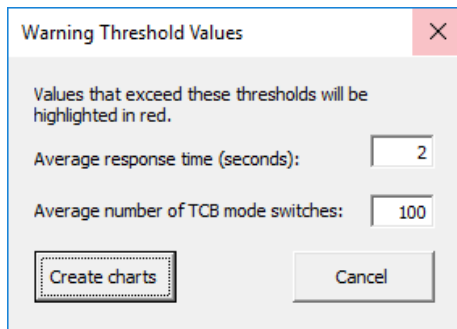 Warning Threshold Values
Values that exceed these thresholds will be
highlighted in red.
Average response time (seconds): 2
Average number of TCB mode switches: 100
Create charts Cancel